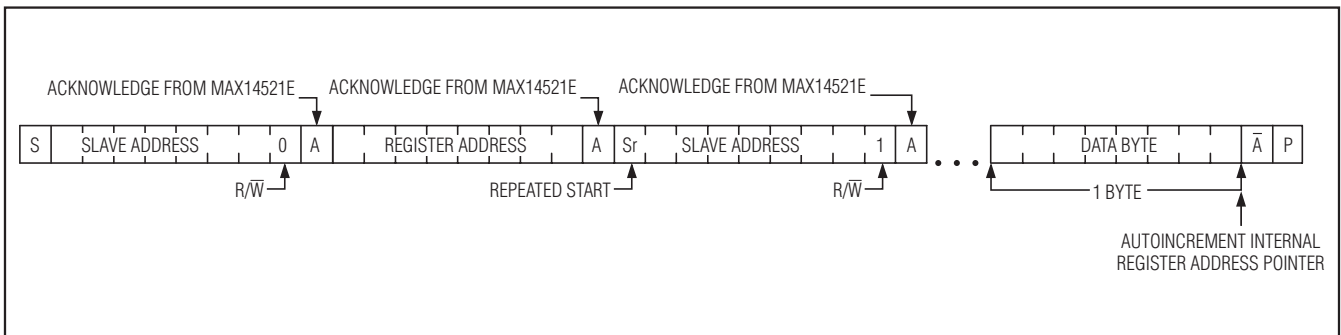 ACKNOWLEDGE FROM MAX14521E ACKNOWLEDGE FROM MAX14521E ACKNOWLEDGE FROM MAX14521E
S SLAVE ADDRESS 0 A REGISTER ADDRESS A Sr SLAVE ADDRESS 1 A ... DATA BYTE A̅ P
R/W̅ REPEATED START R/W̅ 1 BYTE
AUTOINCREMENT INTERNAL
REGISTER ADDRESS POINTER